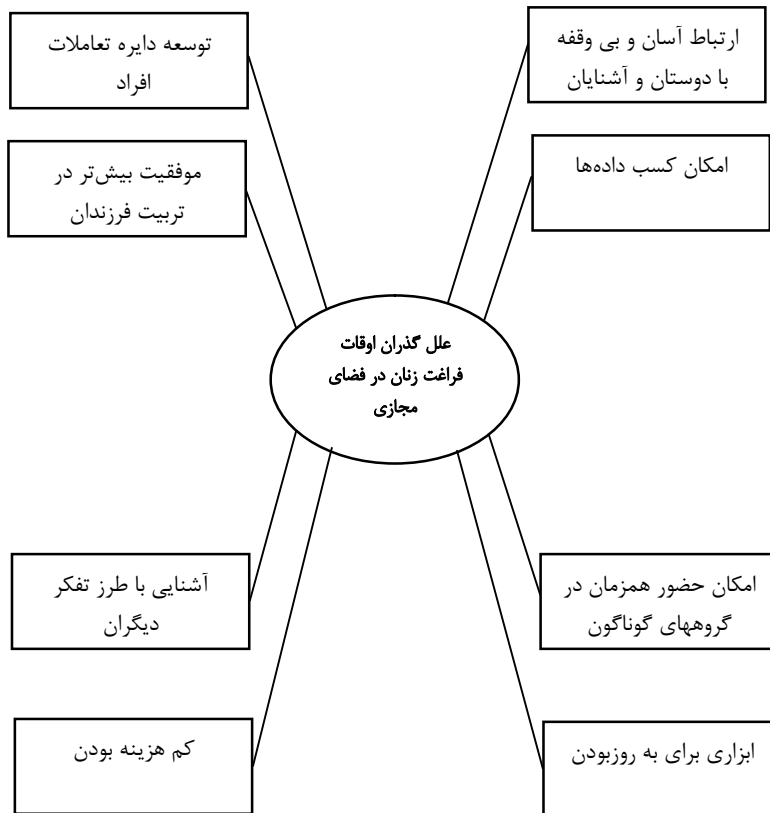 ارتباط آسان و بی وقفه
با دوستان و آشنایان
توسعه دایره تعاملات
افراد
امکان کسب داده‌ها
موفقیت بیش‌تر در
تربیت فرزندان
علل گذران اوقات
فراغت زنان در فضای
مجازی
امکان حضور همزمان در
گروههای گوناگون
آشنایی با طرز تفکر
دیگران
ابزاری برای به روزبودن
کم هزینه بودن